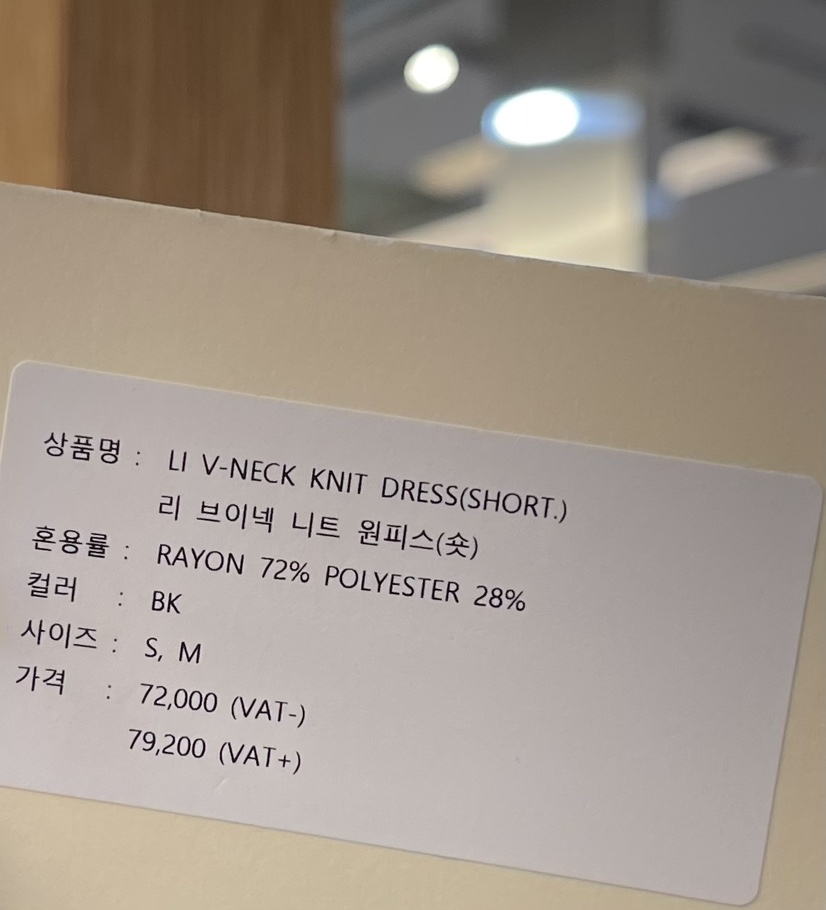 상품명 : LI V-NECK KNIT DRESS(SHORT.)
리 브이넥 니트 원피스(숏)
혼용률 : RAYON 72% POLYESTER 28%
컬러 : BK
사이즈 : S, M
가격 : 72,000 (VAT-)
79,200 (VAT+)